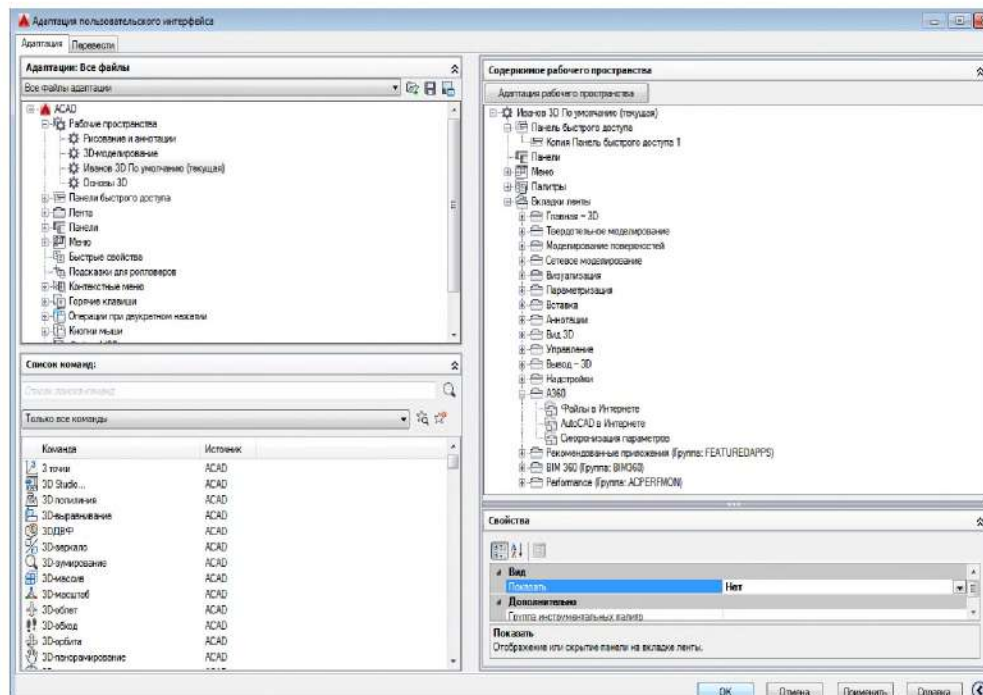 Адаптация пользовательского интерфейса
Адаптация Перевести
Адаптации: Все файлы
Все файлы адаптации
ACAD
Рабочие пространства
Рисование и аннотации
3D-моделирование
Иванов 3D По умолчанию (текущая)
Основы 3D
Панели быстрого доступа
Лента
Панели
Меню
Быстрые свойства
Подсказки для ролловеров
Контекстные меню
Горячие клавиши
Операции при двукратном нажатии
Кнопки мыши
Список команд:
Только все команды
Команда Источник
3 точки ACAD
3D Studio... ACAD
3D полилиния ACAD
3D-выравнивание ACAD
3DДВФ ACAD
3D-зеркало ACAD
3D-зумирование ACAD
3D-массив ACAD
3D-масштаб ACAD
3D-облет ACAD
3D-обход ACAD
3D-орбита ACAD
3D-панорамирование ACAD
Содержимое рабочего пространства
Адаптация рабочего пространства
Иванов 3D По умолчанию (текущая)
Панель быстрого доступа
Копия Панель быстрого доступа 1
Панели
Меню
Палитры
Вкладки ленты
Главная - 3D
Твердотельное моделирование
Моделирование поверхностей
Сетевое моделирование
Визуализация
Параметризация
Вставка
Аннотации
Вид 3D
Управление
Вывод - 3D
Надстройки
A360
Файлы в Интернете
AutoCAD в Интернете
Синхронизация параметров
Рекомендованные приложения (Группа: FEATUREDAPPS)
BIM 360 (Группа: BIM360)
Performance (Группа: ACPERFMON)
Свойства
Вид
Показать Нет
Дополнительно
Группа инструментальных палитр
Показать
Отображение или скрытие панели на вкладке ленты.
OK Отмена Применить Справка